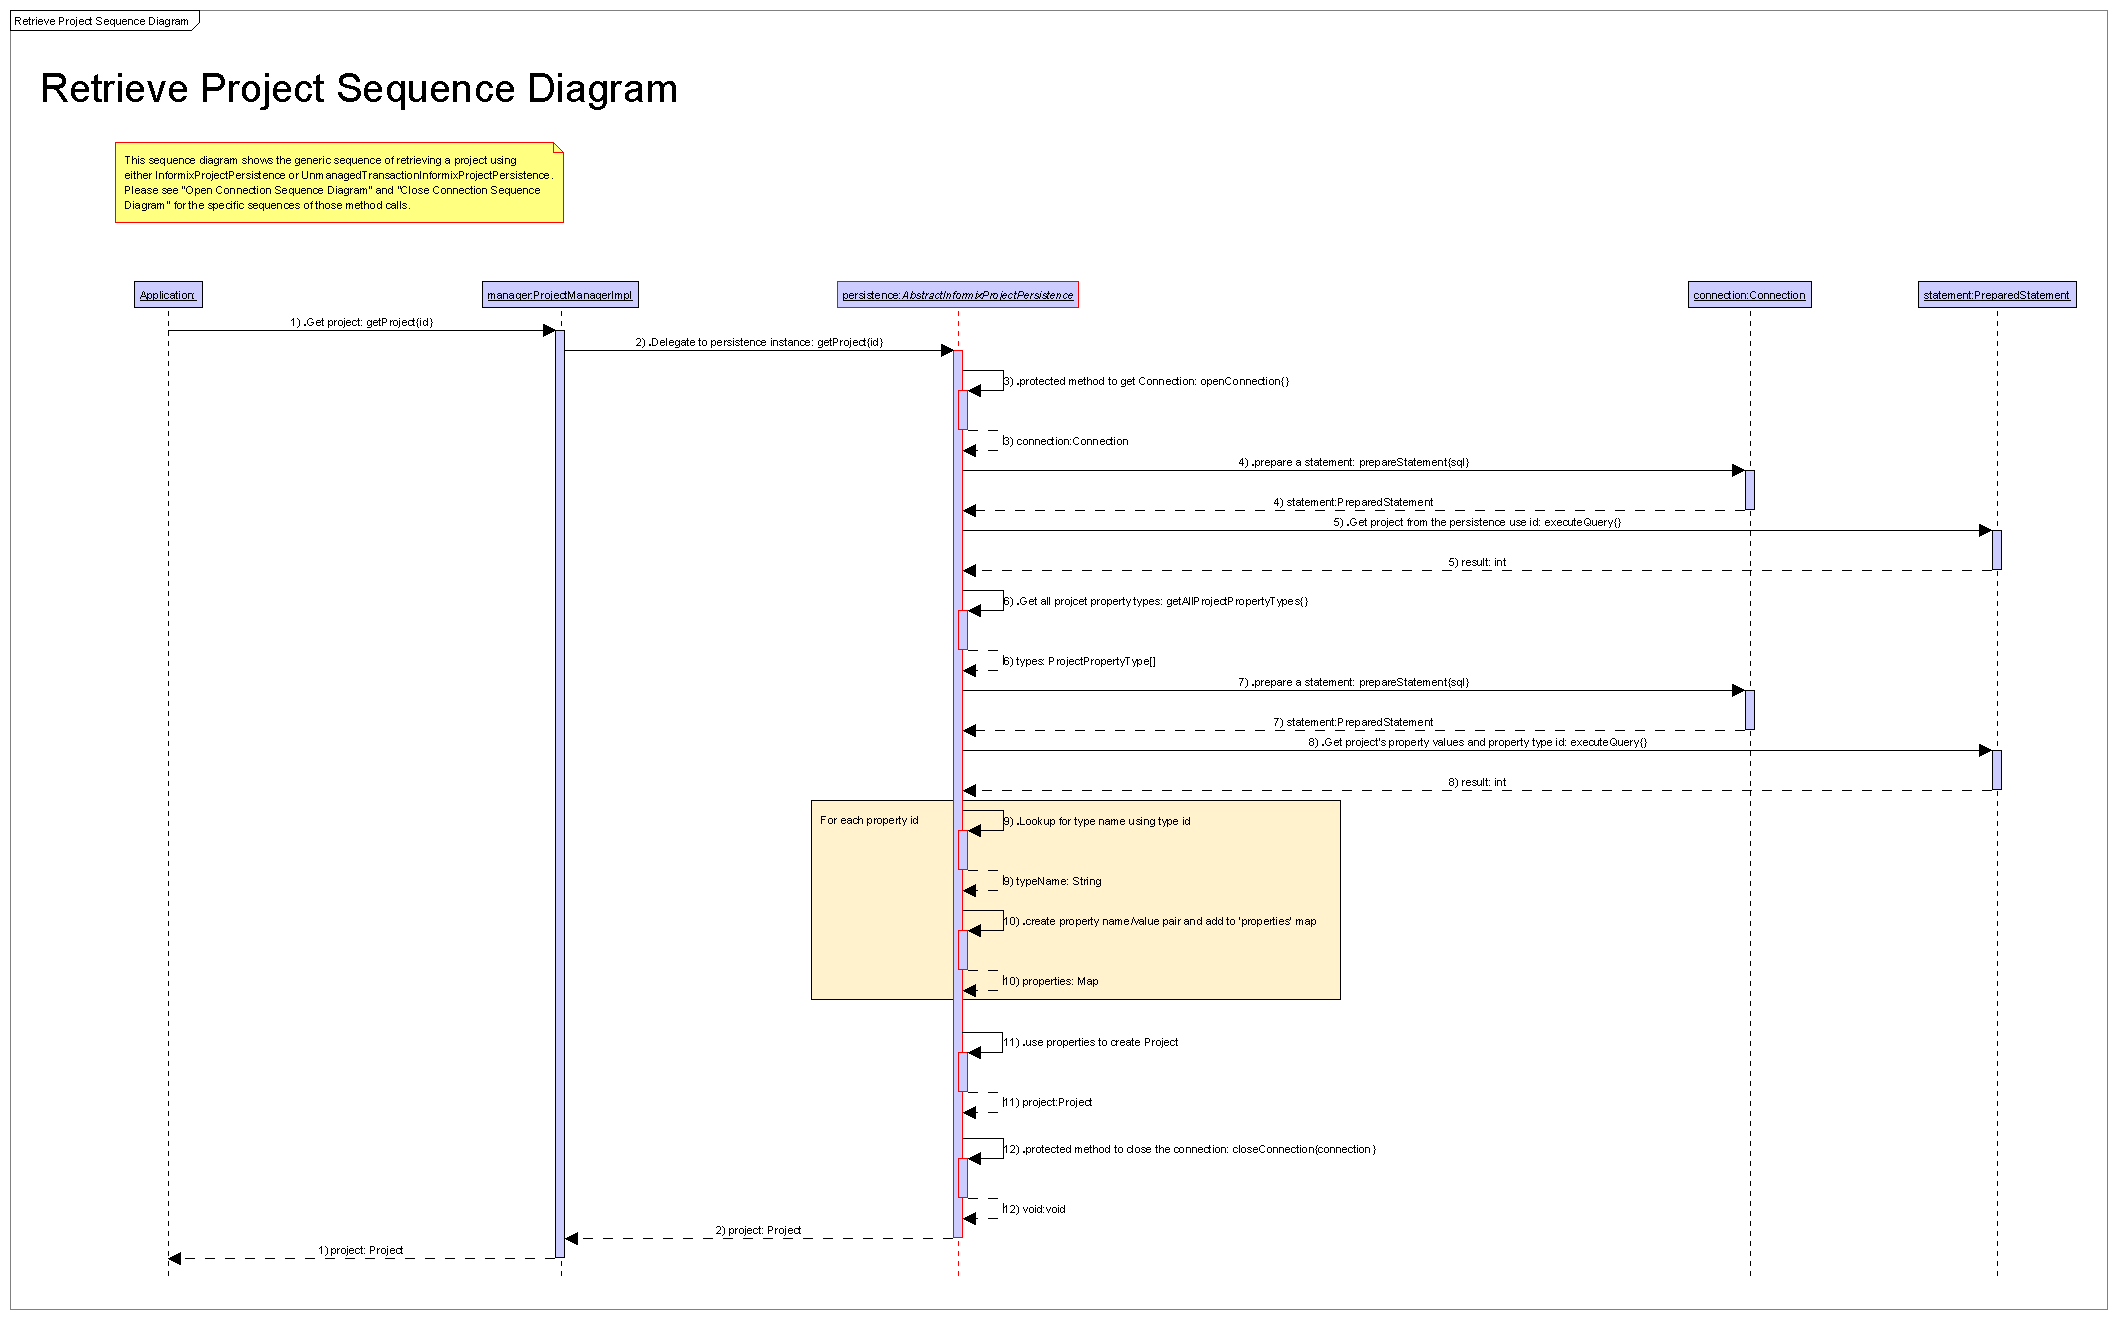 Retrieve Project Sequence Diagram
Retrieve Project Sequence Diagram
This sequence diagram shows the generic sequence of retrieving a project using
either InformixProjectPersistence or UnmanagedTransactionInformixProjectPersistence.
Please see "Open Connection Sequence Diagram" and "Close Connection Sequence
Diagram" for the specific sequences of those method calls.
Application:
manager:ProjectManagerImpl
persistence:AbstractInformixProjectPersistence
connection:Connection
statement:PreparedStatement
1) .Get project: getProject{id}
2) .Delegate to persistence instance: getProject{id}
3) .protected method to get Connection: openConnection{}
3) connection:Connection
4) .prepare a statement: prepareStatement{sql}
4) statement:PreparedStatement
5) .Get project from the persistence use id: executeQuery{}
5) result: int
6) .Get all projcet property types: getAllProjectPropertyTypes{}
6) types: ProjectPropertyType[]
7) .prepare a statement: prepareStatement{sql}
7) statement:PreparedStatement
8) .Get project's property values and property type id: executeQuery{}
8) result: int
For each property id
9) .Lookup for type name using type id
9) typeName: String
10) .create property name/value pair and add to 'properties' map
10) properties: Map
11) .use properties to create Project
11) project:Project
12) .protected method to close the connection: closeConnection{connection}
12) void:void
2) project: Project
1) project: Project